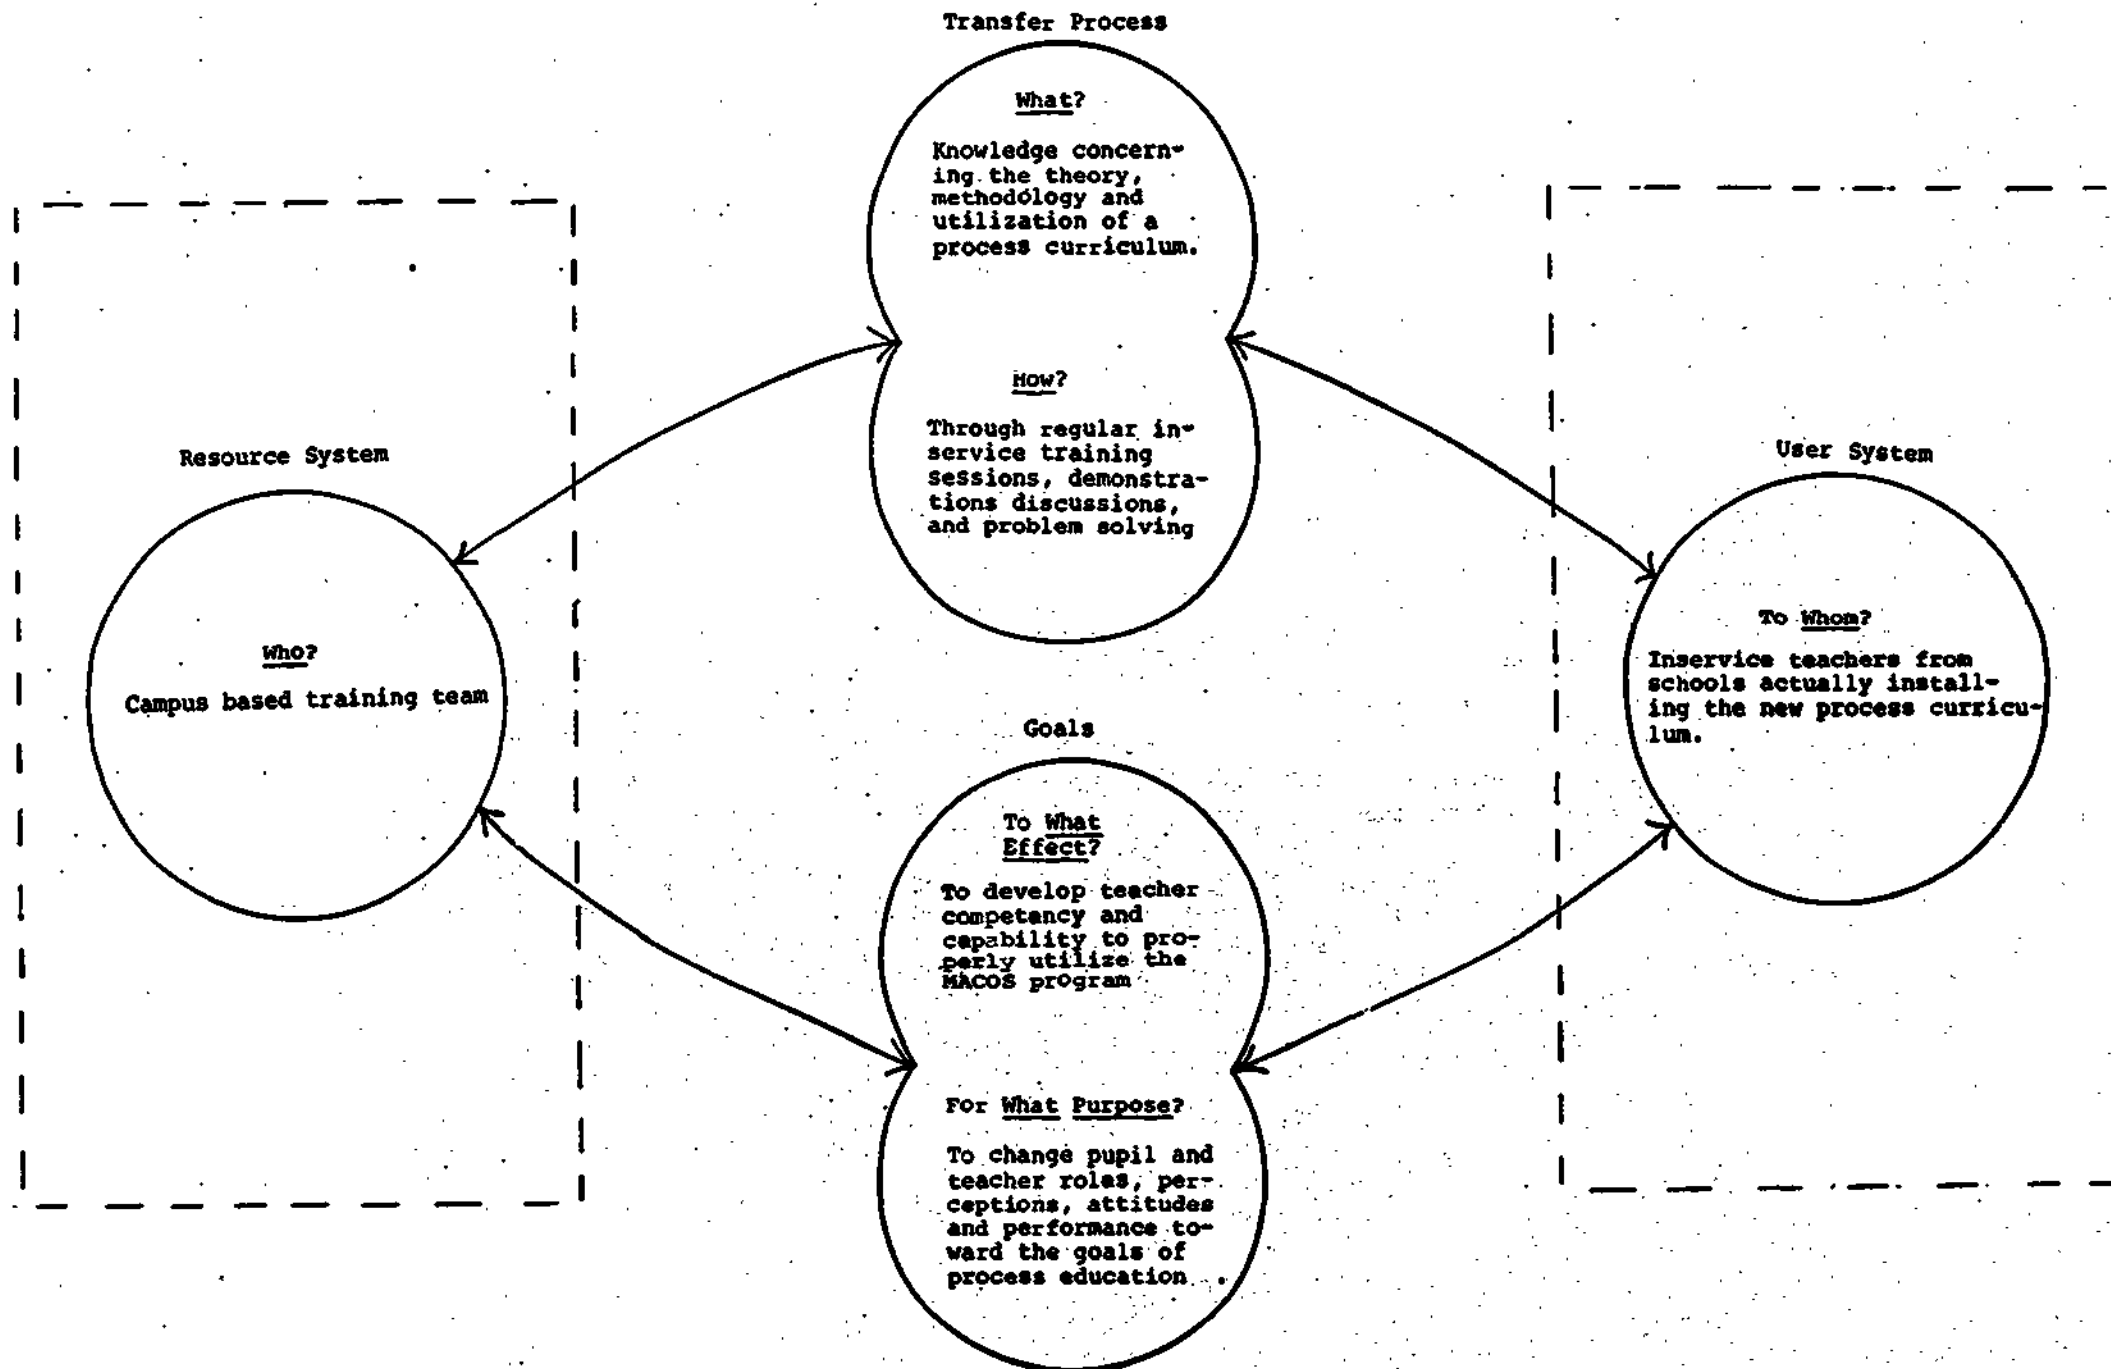 Transfer Process
What?
Knowledge concern-
ing the theory,
methodology and
utilization of a
process curriculum.
How?
Through regular in-
service training
sessions, demonstra-
tions discussions,
and problem solving
Resource System
Who?
Campus based training team
User System
To Whom?
Inservice teachers from
schools actually install-
ing the new process curricu-
lum.
Goals
To What
Effect?
To develop teacher
competency and
capability to pro-
perly utilize the
MACOS program
For What Purpose?
To change pupil and
teacher roles, per-
ceptions, attitudes
and performance to-
ward the goals of
process education